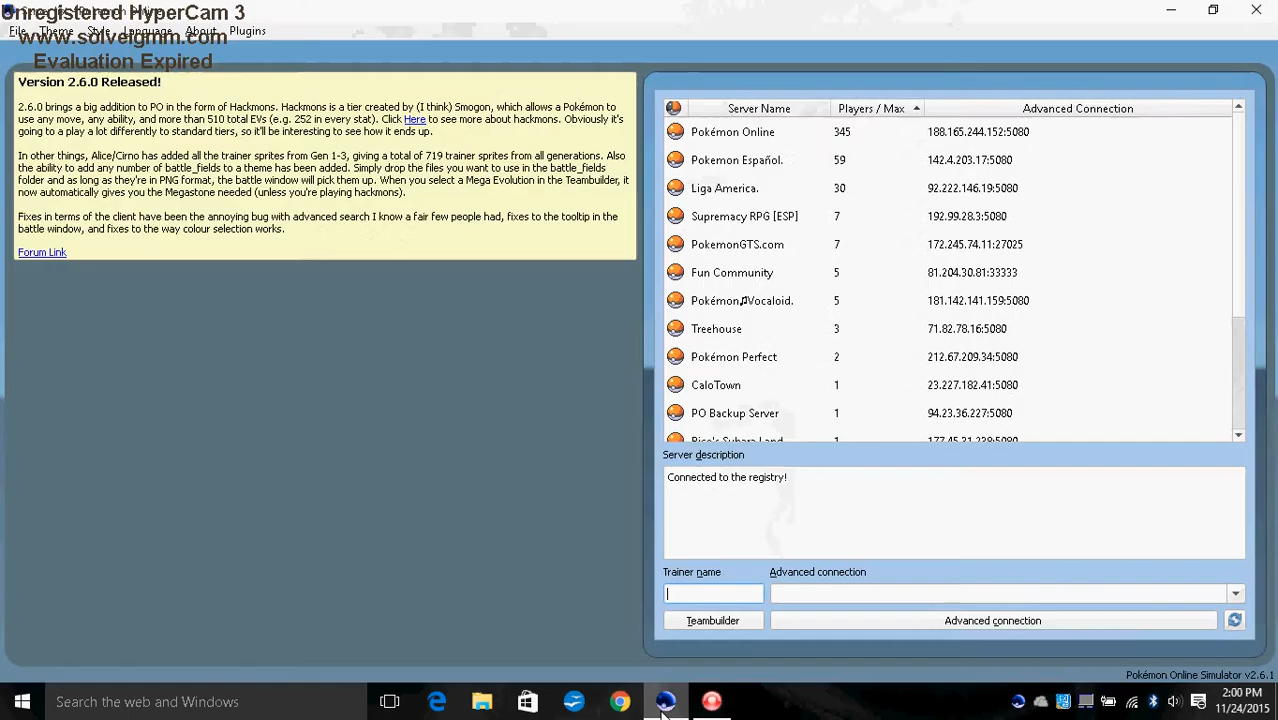 Unregistered HyperCam 3
File Theme Style Language About Plugins
www.solveigmm.com
Evaluation Expired
Version 2.6.0 Released!
2.6.0 brings a big addition to PO in the form of Hackmons. Hackmons is a tier created by (I think) Smogon, which allows a Pokémon to
use any move, any ability, and more than 510 total EVs (e.g. 252 in every stat). Click Here to see more about hackmons. Obviously it's
going to a play a lot differently to standard tiers, so it'll be interesting to see how it ends up.
In other things, Alice/Cirno has added all the trainer sprites from Gen 1-3, giving a total of 719 trainer sprites from all generations. Also
the ability to add any number of battle_fields to a theme has been added. Simply drop the files you want to use in the battle_fields
folder and as long as they're in PNG format, the battle window will pick them up. When you select a Mega Evolution in the Teambuilder, it
now automatically gives you the Megastone needed (unless you're playing hackmons).
Fixes in terms of the client have been the annoying bug with advanced search I know a fair few people had, fixes to the tooltip in the
battle window, and fixes to the way colour selection works.
Forum Link
Server Name Players / Max Advanced Connection
Pokémon Online 345 188.165.244.152:5080
Pokemon Español. 59 142.4.203.17:5080
Liga America. 30 92.222.146.19:5080
Supremacy RPG [ESP] 7 192.99.28.3:5080
PokemonGTS.com 7 172.245.74.11:27025
Fun Community 5 81.204.30.81:33333
Pokémon♫Vocaloid. 5 181.142.141.159:5080
Treehouse 3 71.82.78.16:5080
Pokémon Perfect 2 212.67.209.34:5080
CaloTown 1 23.227.182.41:5080
PO Backup Server 1 94.23.36.227:5080
1 177.45.31.238:5080
Server description
Connected to the registry!
Trainer name Advanced connection
Teambuilder Advanced connection
Pokémon Online Simulator v2.6.1
Search the web and Windows
2:00 PM
11/24/2015